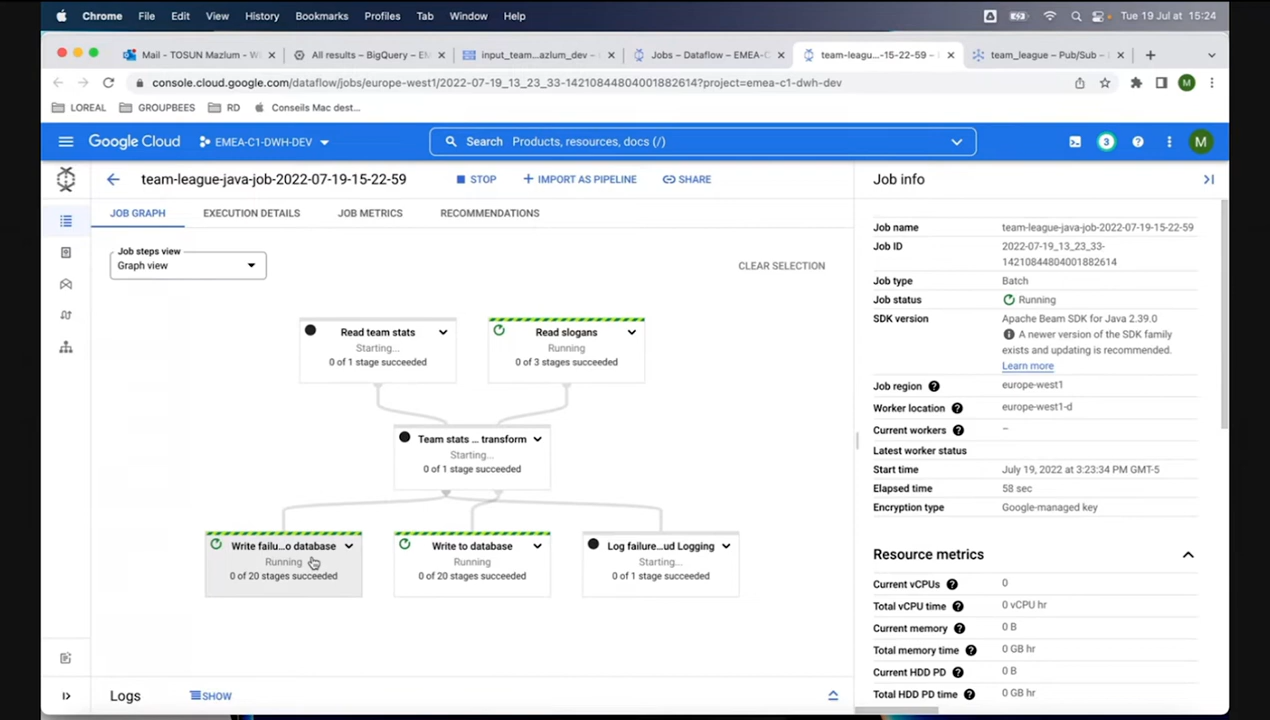 Chrome File Edit View History Bookmarks Profiles Tab Window Help Tue 19 Jul at 15:24
Mail - TOSUN Mazlum - W All results – BigQuery – EM input_team...azlum_dev – Jobs – Dataflow – EMEA-C team-leagu...-15-22-59 – team_league – Pub/Sub –
console.cloud.google.com/dataflow/jobs/europe-west1/2022-07-19_13_23_33-14210844804001882614?project=emea-c1-dwh-dev M
LOREAL GROUPBEES RD Conseils Mac dest...
Google Cloud EMEA-C1-DWH-DEV Search Products, resources, docs (/) 3 M
team-league-java-job-2022-07-19-15-22-59 STOP IMPORT AS PIPELINE SHARE
JOB GRAPH EXECUTION DETAILS JOB METRICS RECOMMENDATIONS
Job steps view
Graph view
CLEAR SELECTION
Read team stats
Starting...
0 of 1 stage succeeded
Read slogans
Running
0 of 3 stages succeeded
Team stats ... transform
Starting...
0 of 1 stage succeeded
Write failu...o database
Running
0 of 20 stages succeeded
Write to database
Running
0 of 20 stages succeeded
Log failure...ud Logging
Starting...
0 of 1 stage succeeded
Logs SHOW
Job info
Job name team-league-java-job-2022-07-19-15-22-59
Job ID 2022-07-19_13_23_33-
14210844804001882614
Job type Batch
Job status Running
SDK version Apache Beam SDK for Java 2.39.0
A newer version of the SDK family
exists and updating is recommended.
Learn more
Job region europe-west1
Worker location europe-west1-d
Current workers –
Latest worker status
Start time July 19, 2022 at 3:23:34 PM GMT-5
Elapsed time 58 sec
Encryption type Google-managed key
Resource metrics
Current vCPUs 0
Total vCPU time 0 vCPU hr
Current memory 0 B
Total memory time 0 GB hr
Current HDD PD 0 B
Total HDD PD time 0 GB hr